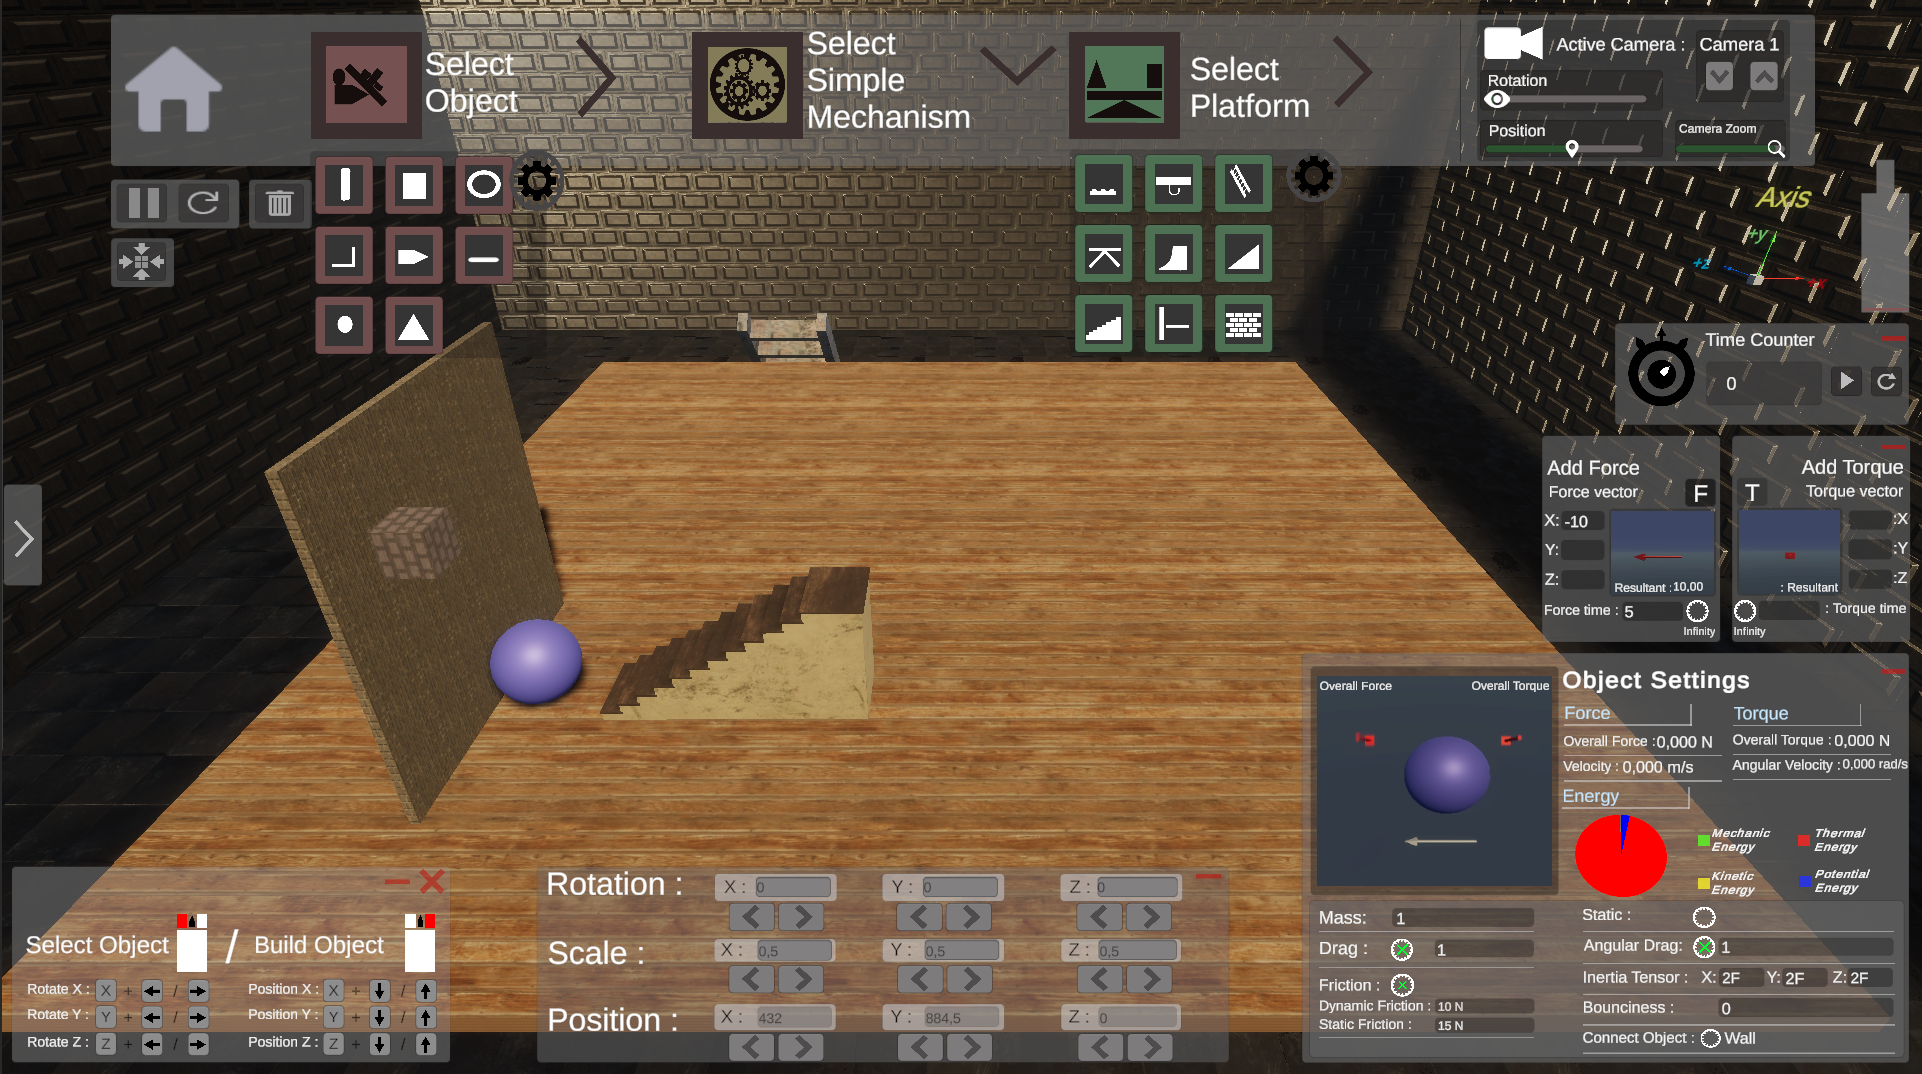 Select
Object
Select
Simple
Mechanism
Select
Platform
Active Camera :
Camera 1
Rotation
Position
Camera Zoom
Axis
+y
+z
+x
Time Counter
0
Add Force
Force vector
F
X: -10
Y:
Z:
Resultant : 10,00
Force time : 5
Infinity
Add Torque
T
Torque vector
:X
:Y
:Z
: Resultant
: Torque time
Infinity
Overall Force
Overall Torque
Object Settings
Force
Torque
Overall Force : 0,000 N
Overall Torque : 0,000 N
Velocity : 0,000 m/s
Angular Velocity : 0,000 rad/s
Energy
Mechanic
Energy
Thermal
Energy
Kinetic
Energy
Potential
Energy
Mass: 1
Drag : 1
Friction :
Dynamic Friction : 10 N
Static Friction : 15 N
Static :
Angular Drag: 1
Inertia Tensor : X: 2F Y: 2F Z: 2F
Bounciness : 0
Connect Object : Wall
Select Object / Build Object
Rotate X : X + /
Position X : X + /
Rotate Y : Y + /
Position Y : Y + /
Rotate Z : Z + /
Position Z : Z + /
Rotation : X : 0 Y : 0 Z : 0
Scale : X : 0,5 Y : 0,5 Z : 0,5
Position : X : 432 Y : 884,5 Z : 0